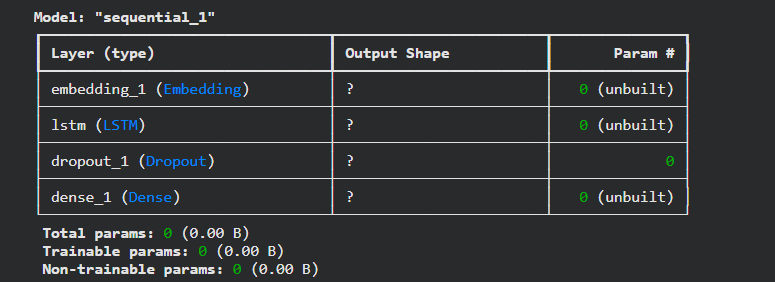 Model: "sequential_1"
Layer (type) Output Shape Param #
embedding_1 (Embedding) ? 0 (unbuilt)
lstm (LSTM) ? 0 (unbuilt)
dropout_1 (Dropout) ? 0
dense_1 (Dense) ? 0 (unbuilt)
Total params: 0 (0.00 B)
Trainable params: 0 (0.00 B)
Non-trainable params: 0 (0.00 B)